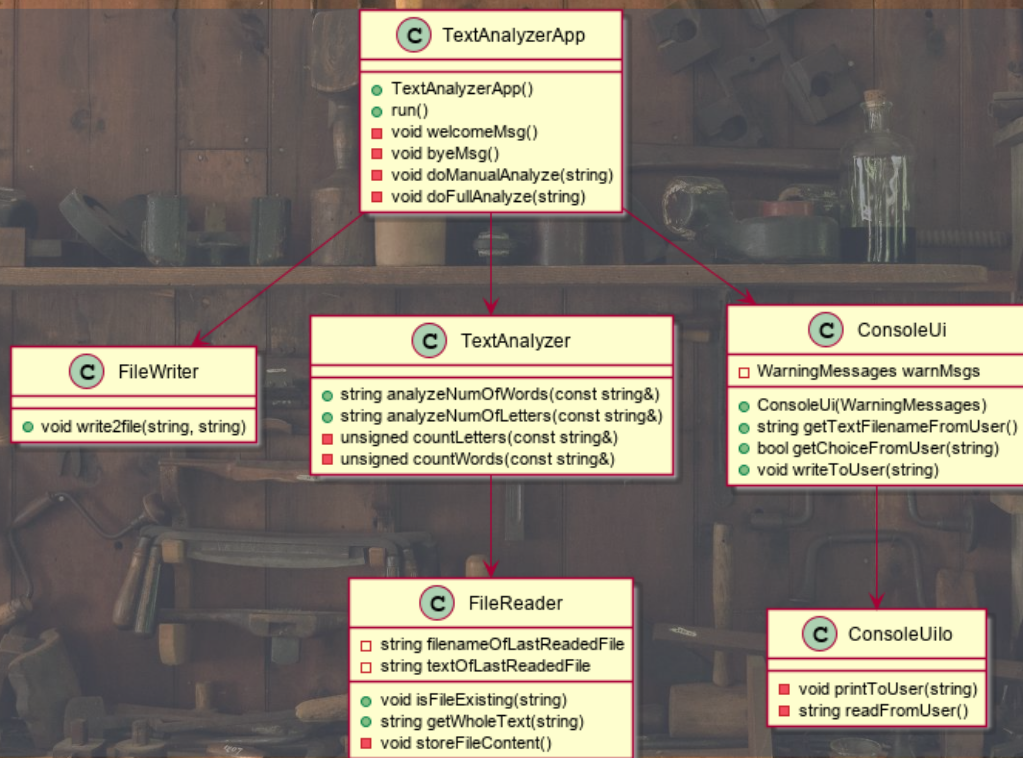 C TextAnalyzerApp
TextAnalyzerApp()
run()
void welcomeMsg()
void byeMsg()
void doManualAnalyze(string)
void doFullAnalyze(string)
C FileWriter
void write2file(string, string)
C TextAnalyzer
string analyzeNumOfWords(const string&)
string analyzeNumOfLetters(const string&)
unsigned countLetters(const string&)
unsigned countWords(const string&)
C ConsoleUi
WarningMessages warnMsgs
ConsoleUi(WarningMessages)
string getTextFilenameFromUser()
bool getChoiceFromUser(string)
void writeToUser(string)
C FileReader
string filenameOfLastReadedFile
string textOfLastReadedFile
void isFileExisting(string)
string getWholeText(string)
void storeFileContent()
C ConsoleUiIo
void printToUser(string)
string readFromUser()